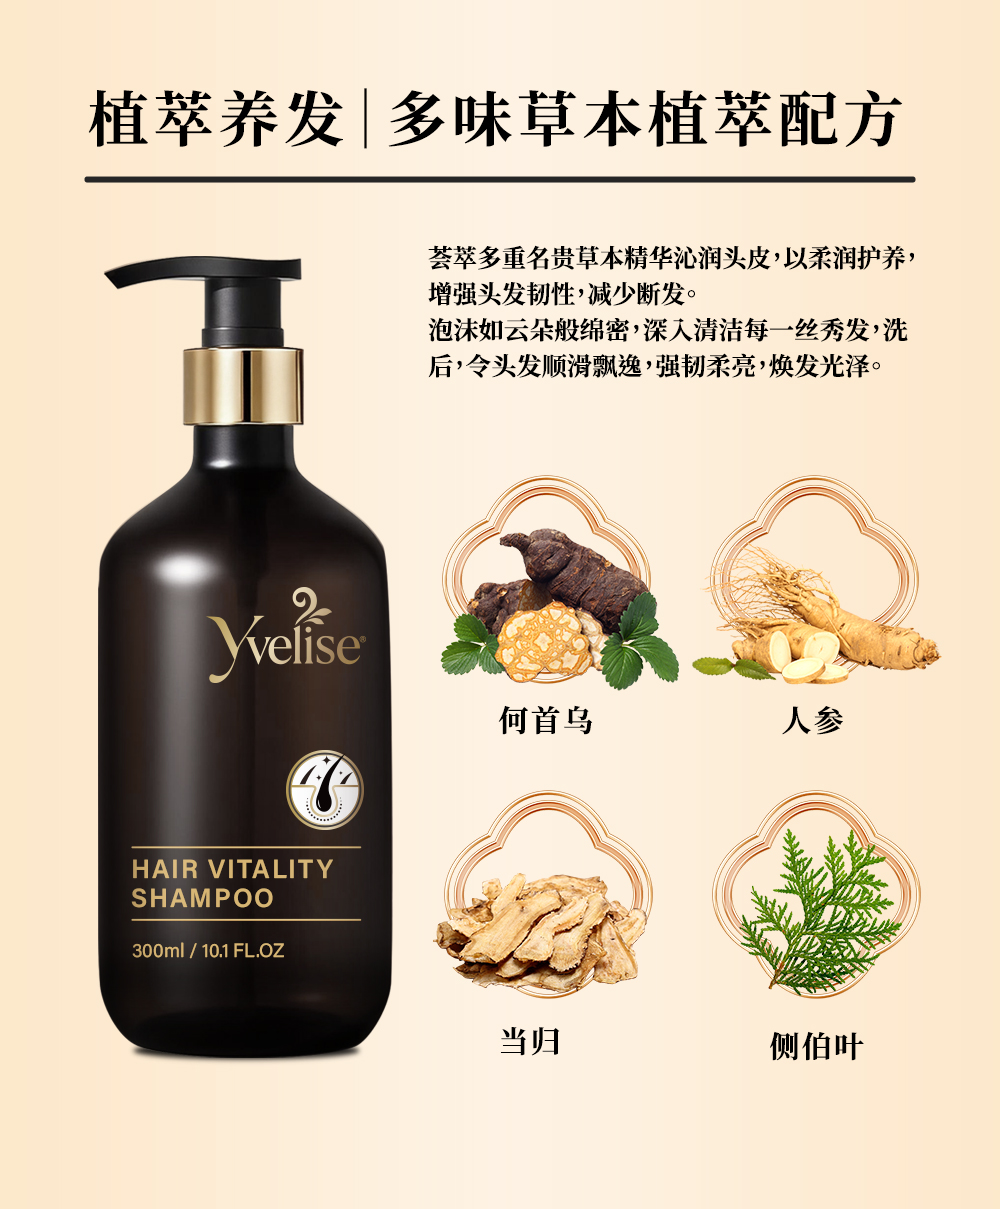 植萃养发|多味草本植萃配方
荟萃多重名贵草本精华沁润头皮,以柔润护养,
增强头发韧性,减少断发。
泡沫如云朵般绵密,深入清洁每一丝秀发,洗
后,令头发顺滑飘逸,强韧柔亮,焕发光泽。
Yvelise®
HAIR VITALITY
SHAMPOO
300ml / 10.1 FL.OZ
何首乌
人参
当归
侧伯叶